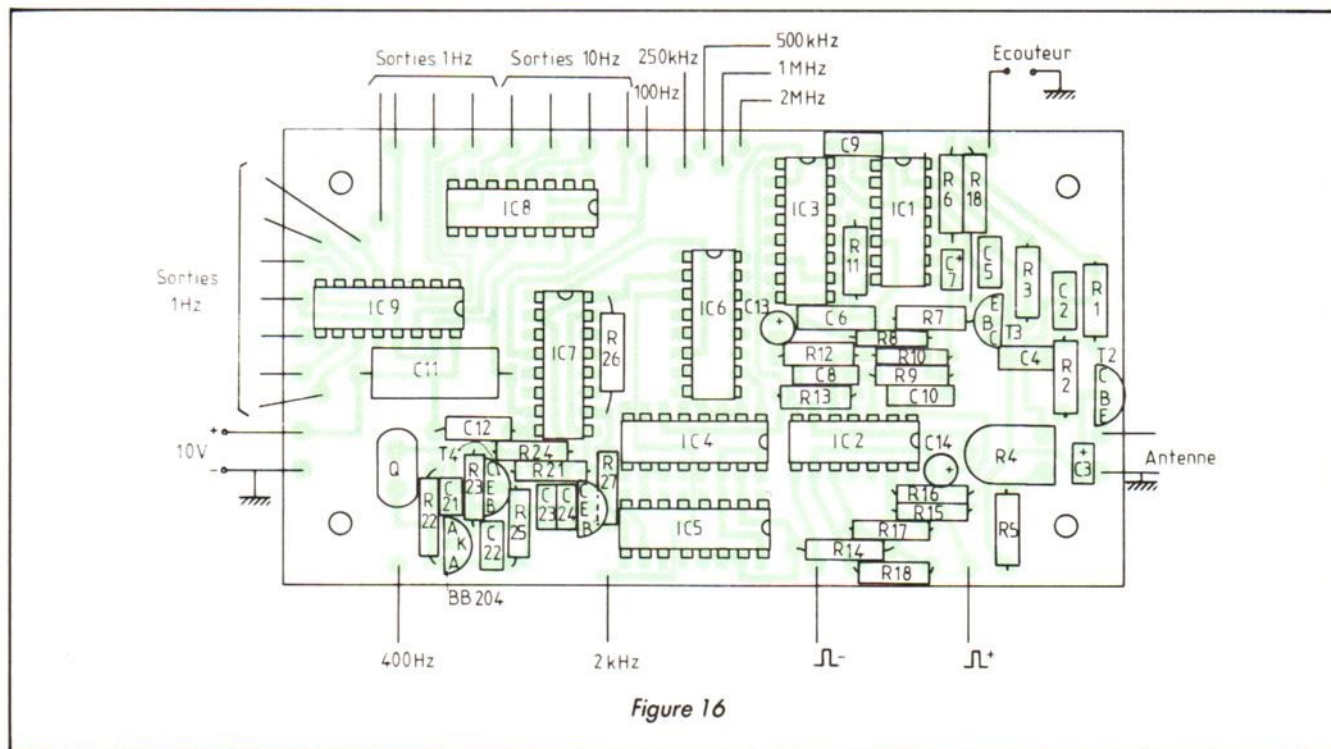 Sorties 1Hz
Sorties 10Hz
250kHz
100Hz
500kHz
1MHz
2MHz
Ecouteur
C9
IC8
IC3
IC1
R6
R18
R11
C7
+
C5
R3
C2
R1
Sorties
1Hz
IC9
IC7
R26
IC6
C13
+
C6
R7
E
B
C
T3
R8
R12
R10
C4
R2
T2
C
B
E
C11
C8
R9
R13
C10
+
10V
-
C12
IC4
IC2
C14
+
R4
+
C3
Antenne
Q
T4
R24
R21
R27
R22
C21
R23
C
E
B
R25
C23
C24
C
E
B
R16
R15
R5
A
K
A
C22
IC5
R17
R14
R18
BB204
400Hz
2kHz
-
+
Figure 16